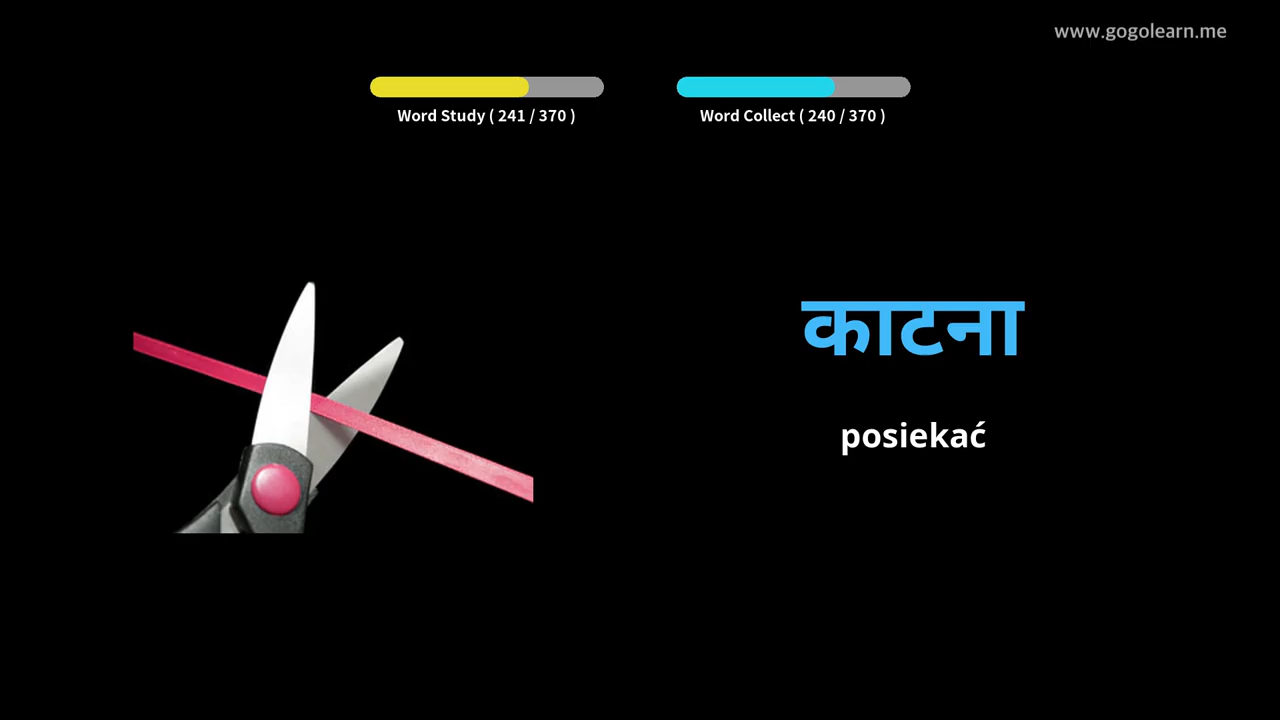 www.gogolearn.me
Word Study ( 241 / 370 )
Word Collect ( 240 / 370 )
काटना
posiekać